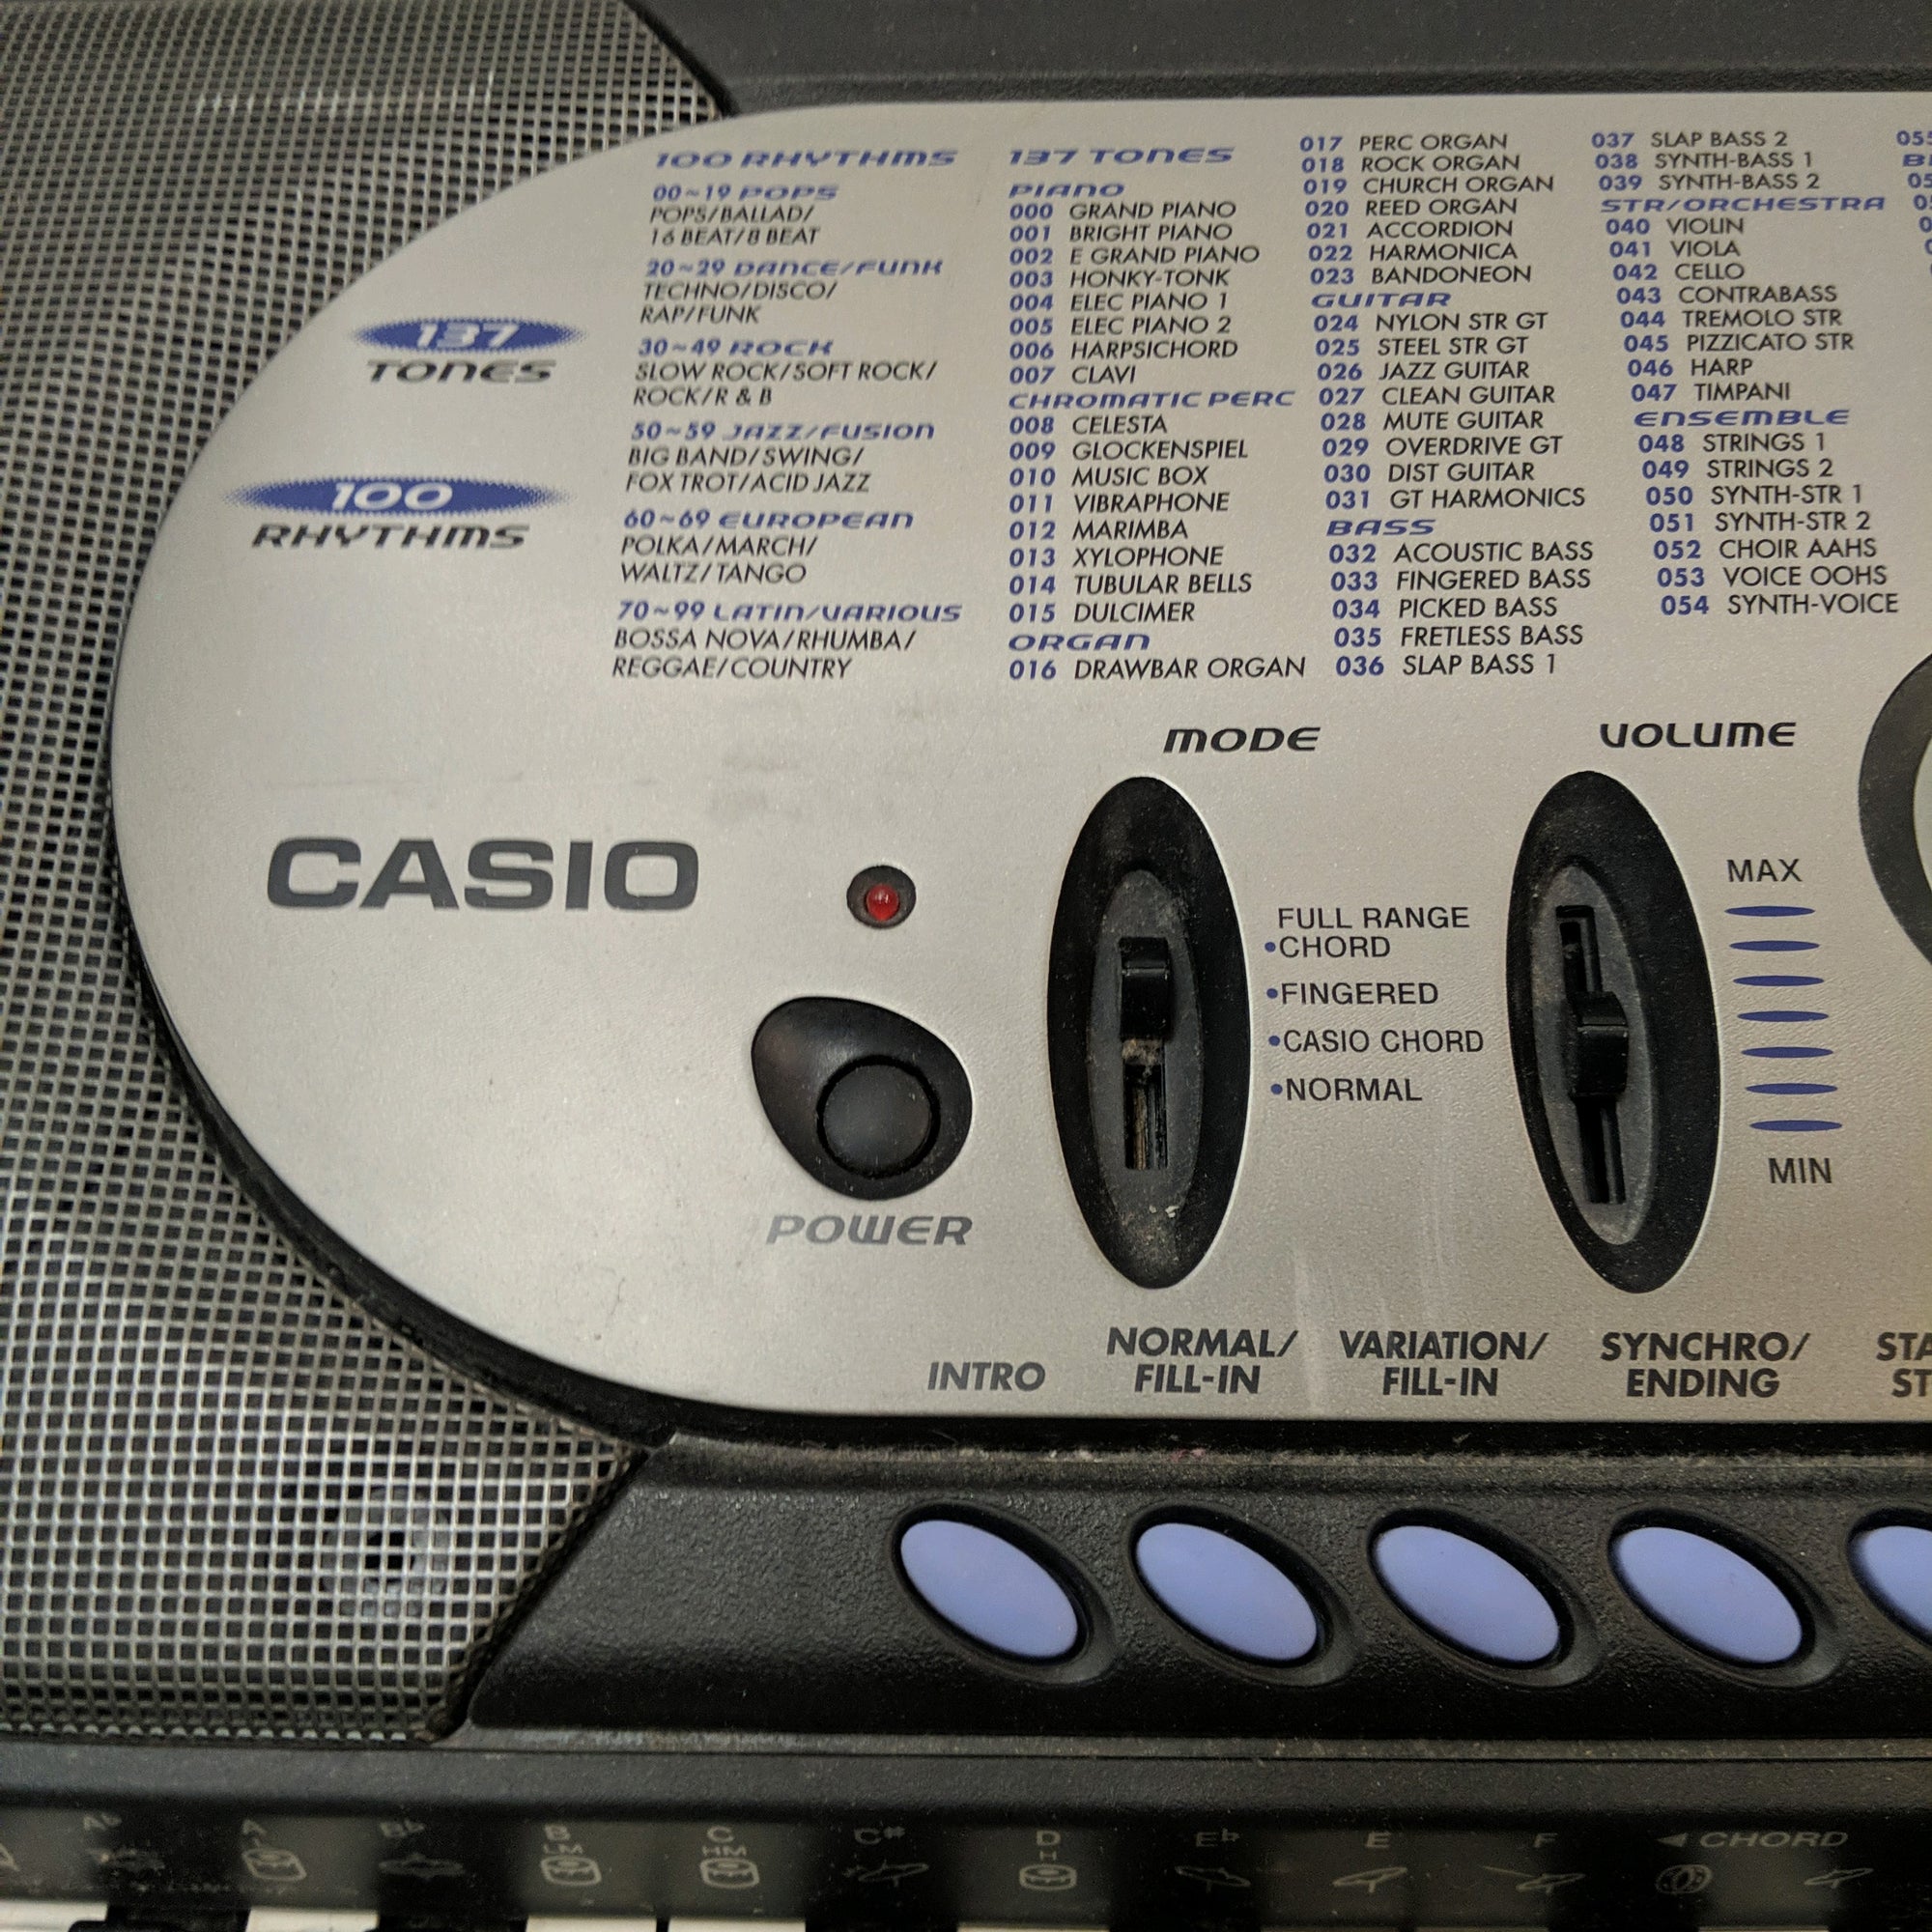 137
TONES
100
RHYTHMS
100 RHYTHMS
00~19 POPS
POPS/BALLAD/
16 BEAT/8 BEAT
20~29 DANCE/FUNK
TECHNO/DISCO/
RAP/FUNK
30~49 ROCK
SLOW ROCK/SOFT ROCK/
ROCK/R & B
50~59 JAZZ/FUSION
BIG BAND/SWING/
FOX TROT/ACID JAZZ
60~69 EUROPEAN
POLKA/MARCH/
WALTZ/TANGO
70~99 LATIN/VARIOUS
BOSSA NOVA/RHUMBA/
REGGAE/COUNTRY
137 TONES
PIANO
000 GRAND PIANO
001 BRIGHT PIANO
002 E GRAND PIANO
003 HONKY-TONK
004 ELEC PIANO 1
005 ELEC PIANO 2
006 HARPSICHORD
007 CLAVI
CHROMATIC PERC
008 CELESTA
009 GLOCKENSPIEL
010 MUSIC BOX
011 VIBRAPHONE
012 MARIMBA
013 XYLOPHONE
014 TUBULAR BELLS
015 DULCIMER
ORGAN
016 DRAWBAR ORGAN
017 PERC ORGAN
018 ROCK ORGAN
019 CHURCH ORGAN
020 REED ORGAN
021 ACCORDION
022 HARMONICA
023 BANDONEON
GUITAR
024 NYLON STR GT
025 STEEL STR GT
026 JAZZ GUITAR
027 CLEAN GUITAR
028 MUTE GUITAR
029 OVERDRIVE GT
030 DIST GUITAR
031 GT HARMONICS
BASS
032 ACOUSTIC BASS
033 FINGERED BASS
034 PICKED BASS
035 FRETLESS BASS
036 SLAP BASS 1
037 SLAP BASS 2
038 SYNTH-BASS 1
039 SYNTH-BASS 2
STR/ORCHESTRA
040 VIOLIN
041 VIOLA
042 CELLO
043 CONTRABASS
044 TREMOLO STR
045 PIZZICATO STR
046 HARP
047 TIMPANI
ENSEMBLE
048 STRINGS 1
049 STRINGS 2
050 SYNTH-STR 1
051 SYNTH-STR 2
052 CHOIR AAHS
053 VOICE OOHS
054 SYNTH-VOICE
055
CASIO
POWER
MODE
FULL RANGE
•CHORD
•FINGERED
•CASIO CHORD
•NORMAL
VOLUME
MAX
MIN
INTRO
NORMAL/
FILL-IN
VARIATION/
FILL-IN
SYNCHRO/
ENDING
STA
ST
A♭ A B♭ B C C# D E♭ E F ◄ CHORD
LM HM H